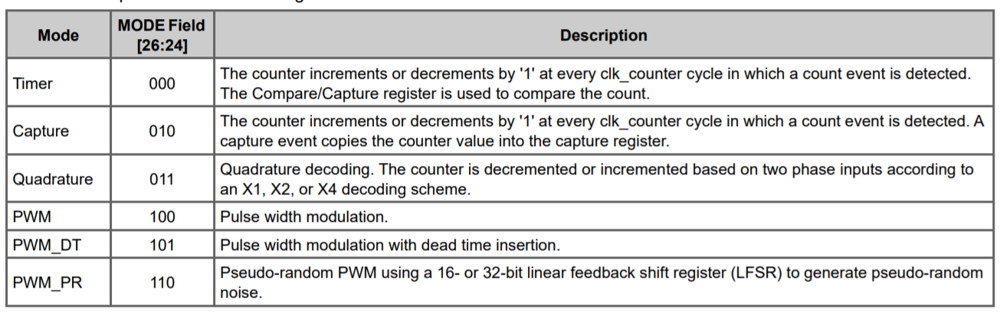 Mode
MODE Field
[26:24]
Description
Timer
000
The counter increments or decrements by '1' at every clk_counter cycle in which a count event is detected.
The Compare/Capture register is used to compare the count.
Capture
010
The counter increments or decrements by '1' at every clk_counter cycle in which a count event is detected. A
capture event copies the counter value into the capture register.
Quadrature
011
Quadrature decoding. The counter is decremented or incremented based on two phase inputs according to
an X1, X2, or X4 decoding scheme.
PWM
100
Pulse width modulation.
PWM_DT
101
Pulse width modulation with dead time insertion.
PWM_PR
110
Pseudo-random PWM using a 16- or 32-bit linear feedback shift register (LFSR) to generate pseudo-random
noise.